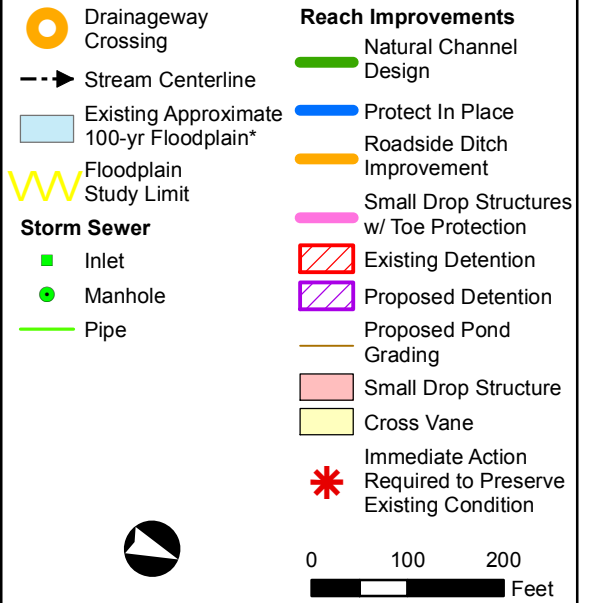 Drainageway
Crossing
Stream Centerline
Existing Approximate
100-yr Floodplain*
Floodplain
Study Limit
Storm Sewer
Inlet
Manhole
Pipe
Reach Improvements
Natural Channel
Design
Protect In Place
Roadside Ditch
Improvement
Small Drop Structures
w/ Toe Protection
Existing Detention
Proposed Detention
Proposed Pond
Grading
Small Drop Structure
Cross Vane
Immediate Action
Required to Preserve
Existing Condition
0 100 200
Feet